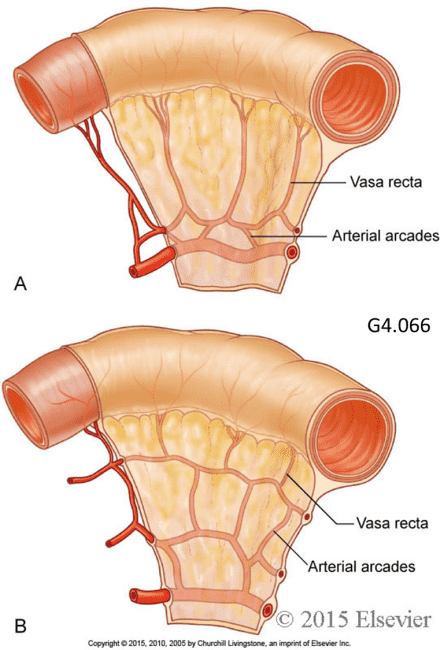 Vasa recta
Arterial arcades
A
G4.066
Vasa recta
Arterial arcades
B
© 2015 Elsevier
Copyright © 2015, 2010, 2005 by Churchill Livingstone, an imprint of Elsevier Inc.